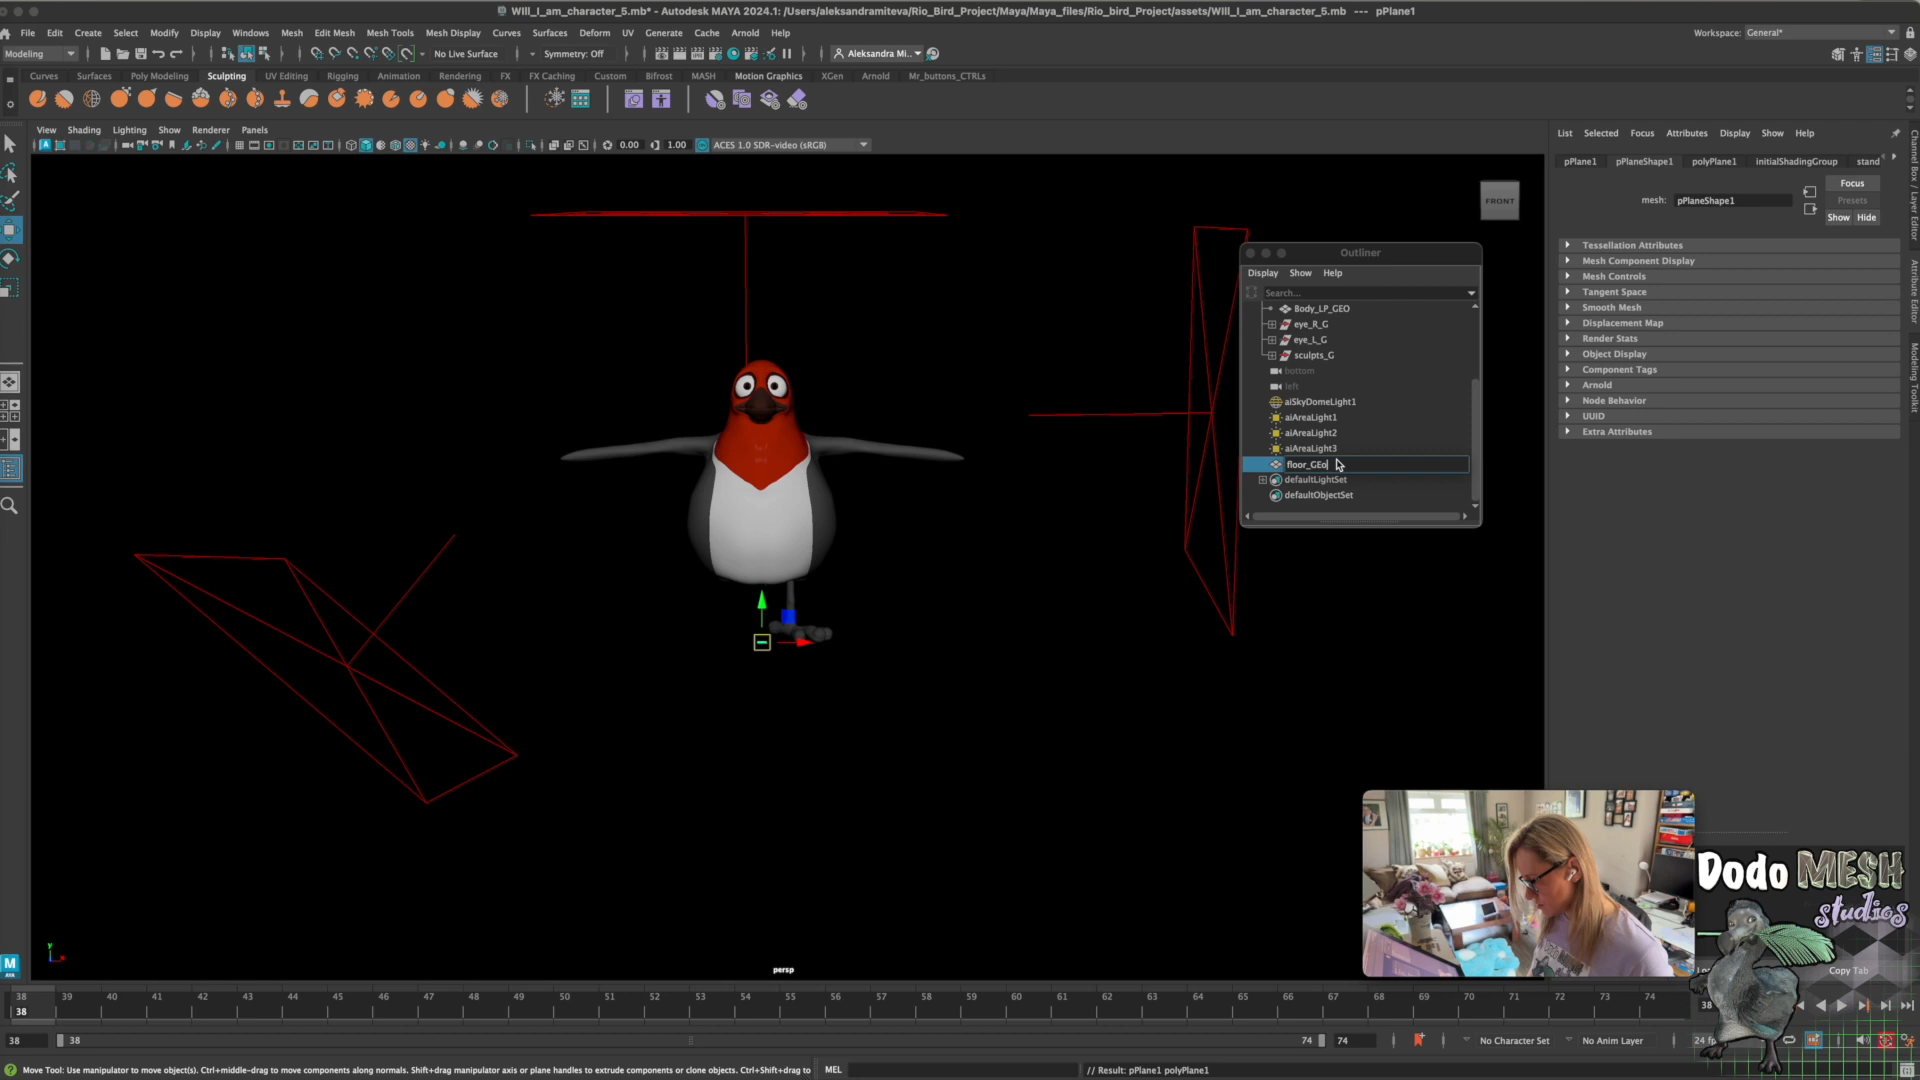 WIll_I_am_character_5.mb* - Autodesk MAYA 2024.1: /Users/aleksandramiteva/Rio_Bird_Project/Maya/Maya_files/Rio_bird_Project/assets/WIll_I_am_character_5.mb --- pPlane1
File Edit Create Select Modify Display Windows Mesh Edit Mesh Mesh Tools Mesh Display Curves Surfaces Deform UV Generate Cache Arnold Help
Workspace: General*
Modeling No Live Surface Symmetry: Off Aleksandra Mi..
Curves Surfaces Poly Modeling Sculpting UV Editing Rigging Animation Rendering FX FX Caching Custom Bifrost MASH Motion Graphics XGen Arnold Mr_buttons_CTRLs
View Shading Lighting Show Renderer Panels
0.00 1.00 ACES 1.0 SDR-video (sRGB)
List Selected Focus Attributes Display Show Help
pPlane1 pPlaneShape1 polyPlane1 initialShadingGroup stand
Focus
mesh: pPlaneShape1
Presets
Show Hide
Tessellation Attributes
Mesh Component Display
Mesh Controls
Tangent Space
Smooth Mesh
Displacement Map
Render Stats
Object Display
Component Tags
Arnold
Node Behavior
UUID
Extra Attributes
Channel Box / Layer Editor
Attribute Editor
Modeling Toolkit
FRONT
Outliner
Display Show Help
Search...
Body_LP_GEO
eye_R_G
eye_L_G
sculpts_G
bottom
left
aiSkyDomeLight1
aiAreaLight1
aiAreaLight2
aiAreaLight3
floor_GEo
defaultLightSet
defaultObjectSet
Dodo MESH
studios
Copy Tab
y
x
persp
M
AYA
38 39 40 41 42 43 44 45 46 47 48 49 50 51 52 53 54 55 56 57 58 59 60 61 62 63 64 65 66 67 68 69 70 71 72 73 74
38 38
38 38 74 74 No Character Set No Anim Layer 24 fp
Move Tool: Use manipulator to move object(s). Ctrl+middle-drag to move components along normals. Shift+drag manipulator axis or plane handles to extrude components or clone objects. Ctrl+Shift+drag to MEL // Result: pPlane1 polyPlane1